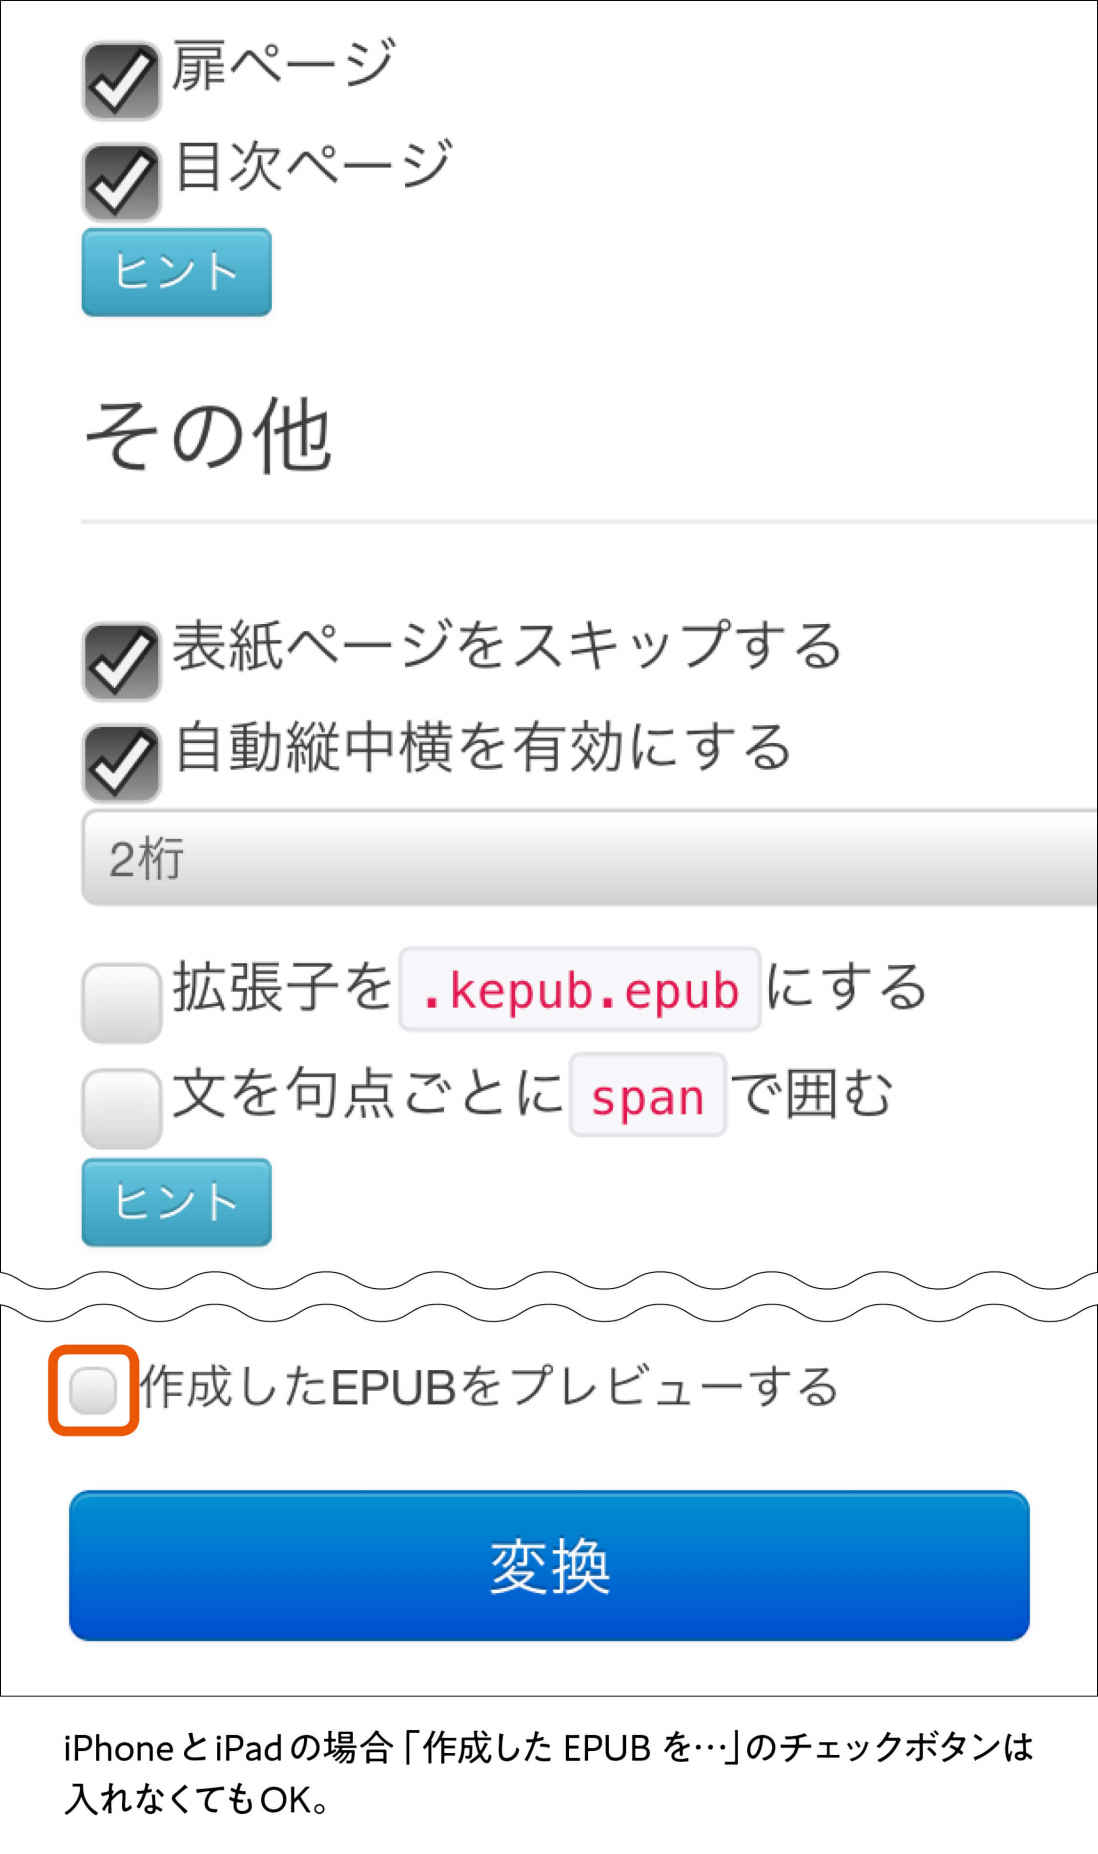 扉ページ
目次ページ
ヒント
その他
表紙ページをスキップする
自動縦中横を有効にする
2桁
拡張子を.kepub.epubにする
文を句点ごとにspanで囲む
ヒント
作成したEPUBをプレビューする
変換
iPhoneとiPadの場合「作成した EPUB を…」のチェックボタンは
入れなくてもOK。